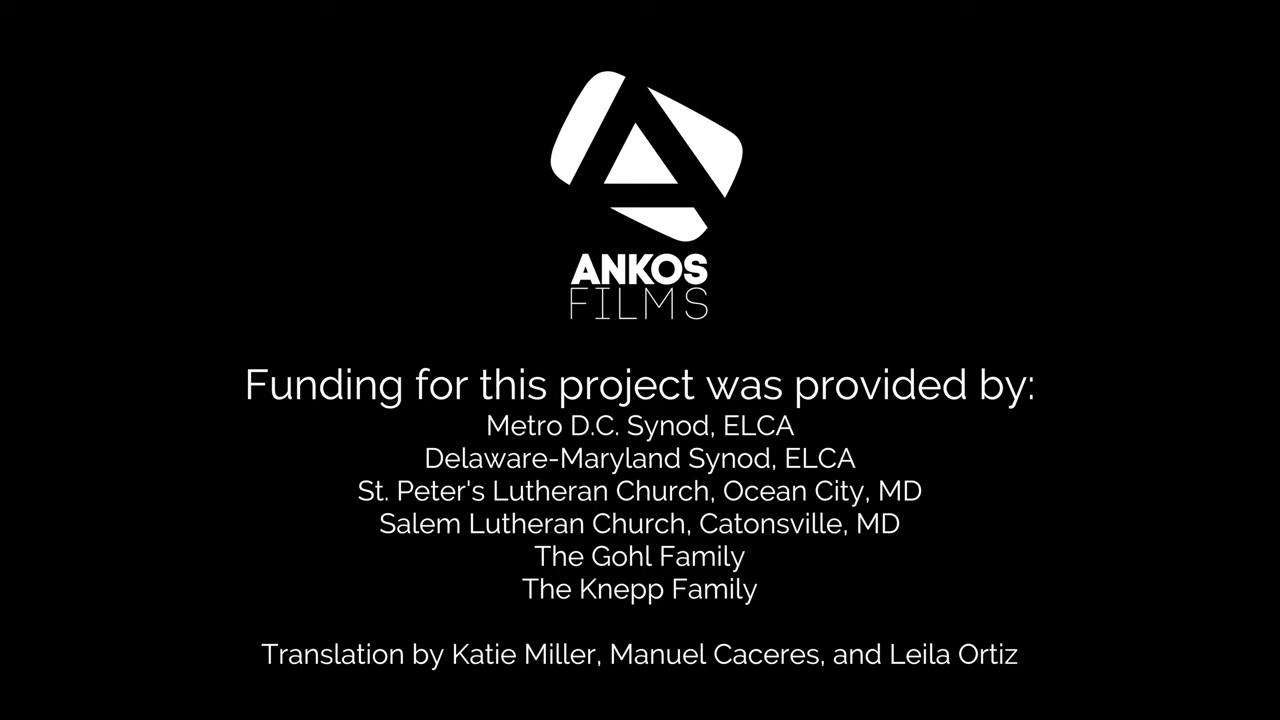 ANKOS
FILMS
Funding for this project was provided by:
Metro D.C. Synod, ELCA
Delaware-Maryland Synod, ELCA
St. Peter's Lutheran Church, Ocean City, MD
Salem Lutheran Church, Catonsville, MD
The Gohl Family
The Knepp Family
Translation by Katie Miller, Manuel Caceres, and Leila Ortiz